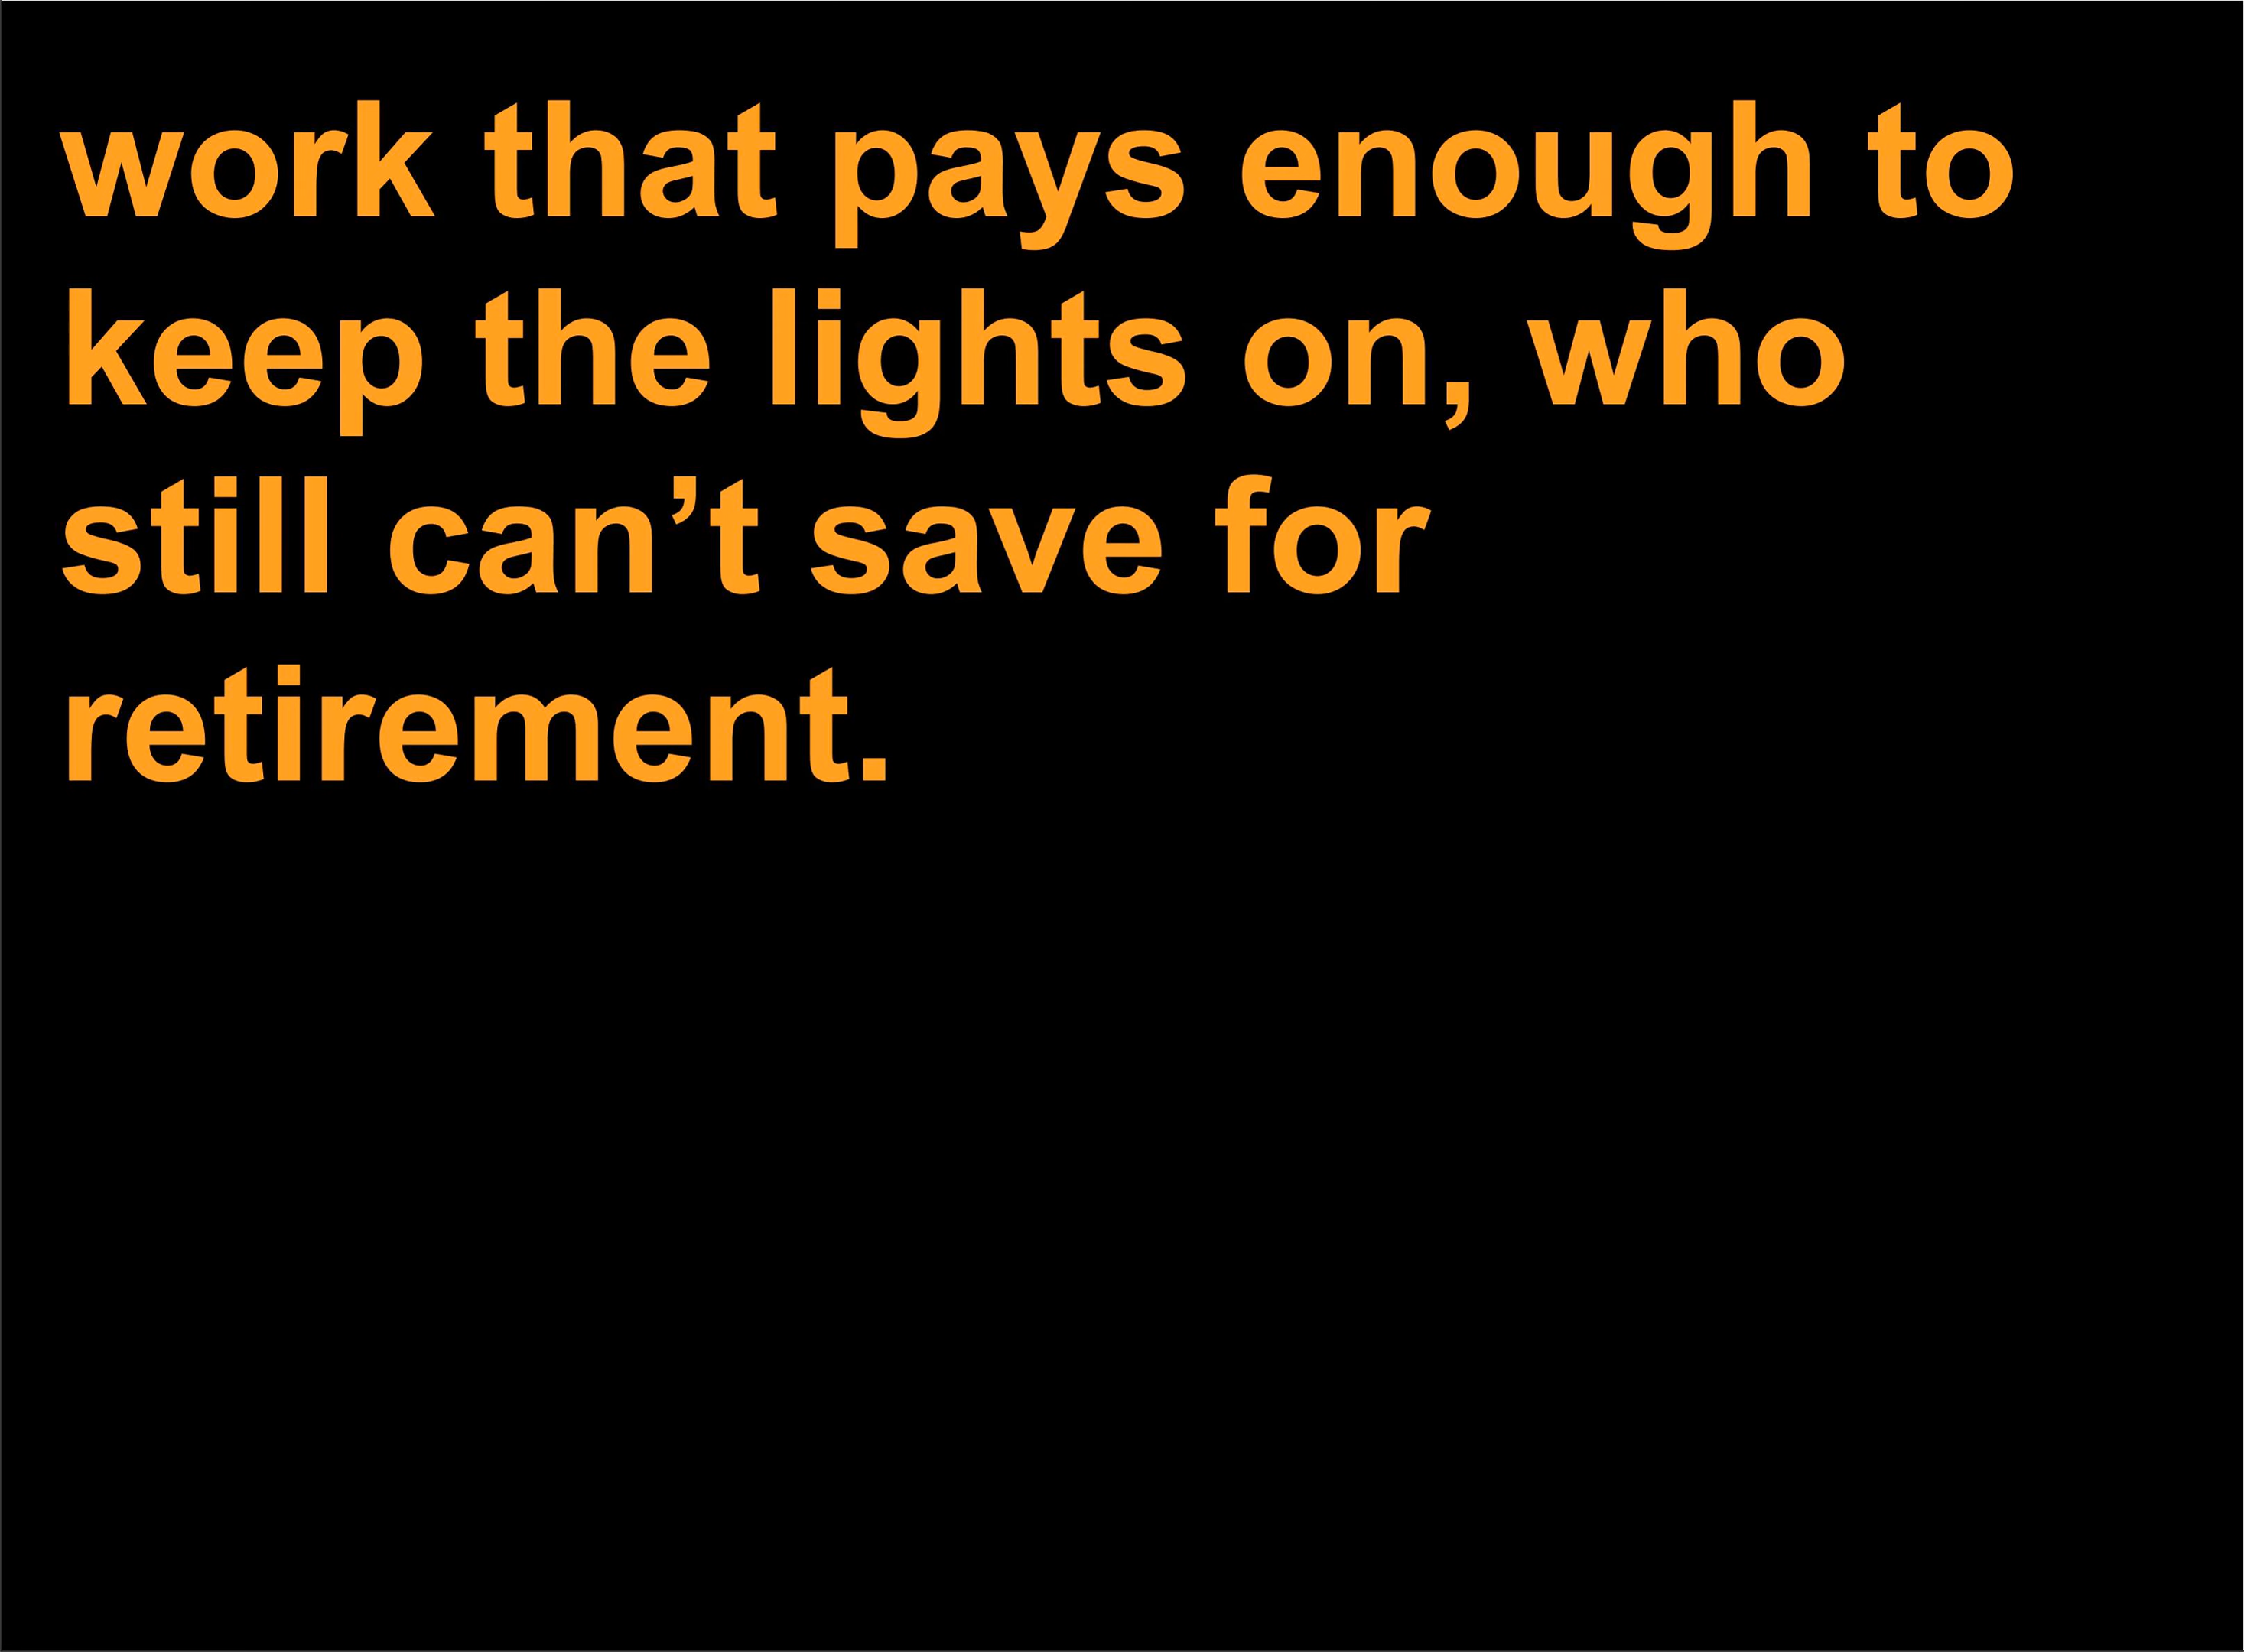 work that pays enough to
keep the lights on, who
still can’t save for
retirement.